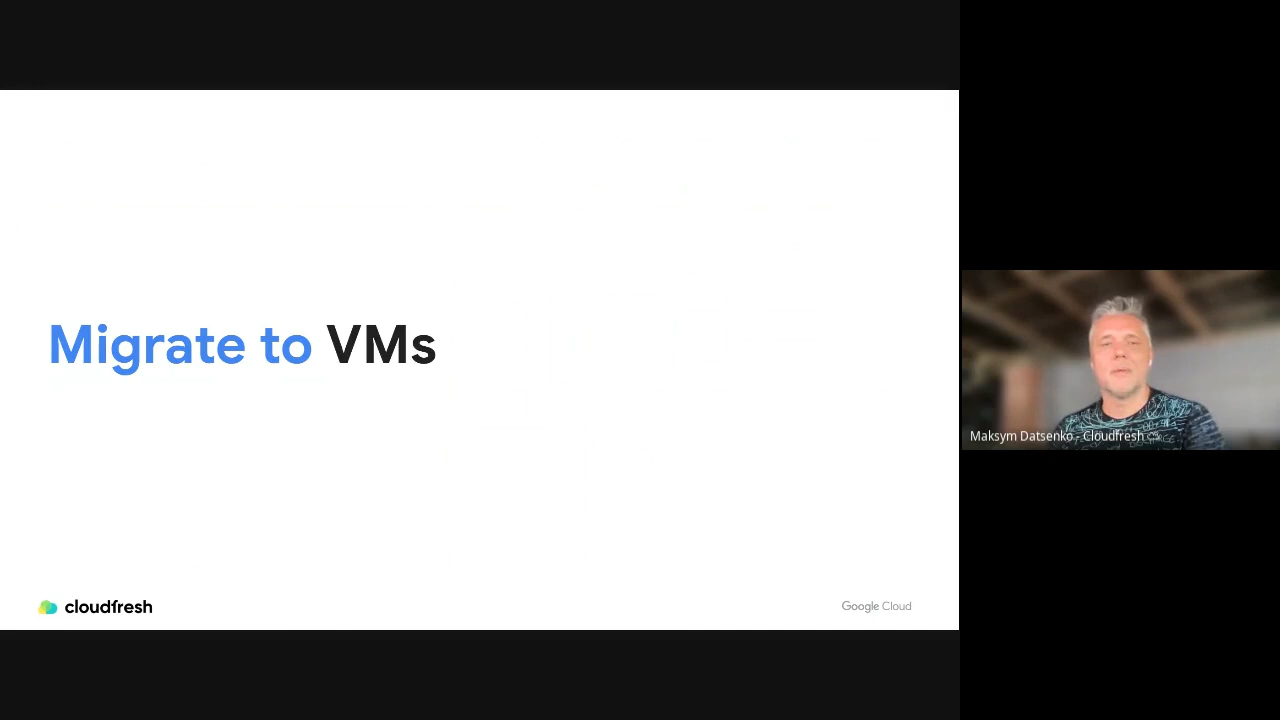 Migrate to VMs
cloudfresh
Google Cloud
Maksym Datsenko - Cloudfresh